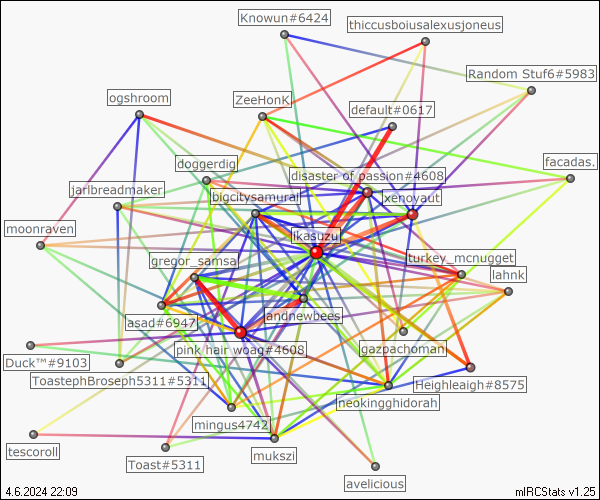 Knowun#6424
thiccusboiusalexusjoneus
Random Stuf6#5983
ogshroom
ZeeHonK
default#0617
doggerdig
disaster of passion#4608
facadas.
jaribreadmaker.
bigcitysamurai
xenoyaut
moonraven
ikasuzu
gregor_samsa
turkey_mcnugget
lahnk
asad#6947
andnewbees
pink hair woag#4608
gazpachoman
Duck™#9103
ToastephBroseph5311#5311
Heighleaigh#8575
neokingghidorah
mingus4742
tescoroll
Toast#5311
mukszi
avelicious
4.6.2024 22:09
mIRCStats v1.25